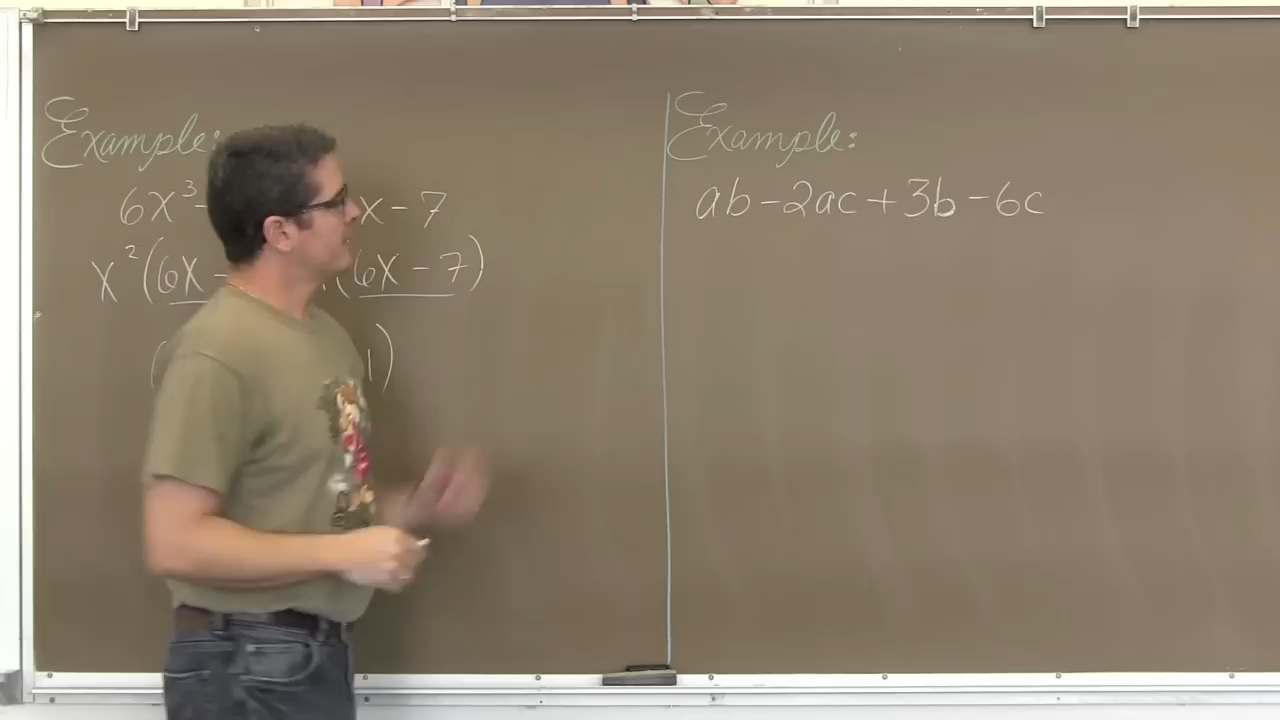 Example:
6x³- x - 7
x²(6x - (6x - 7)
( 1)
Example:
ab - 2ac + 3b - 6c